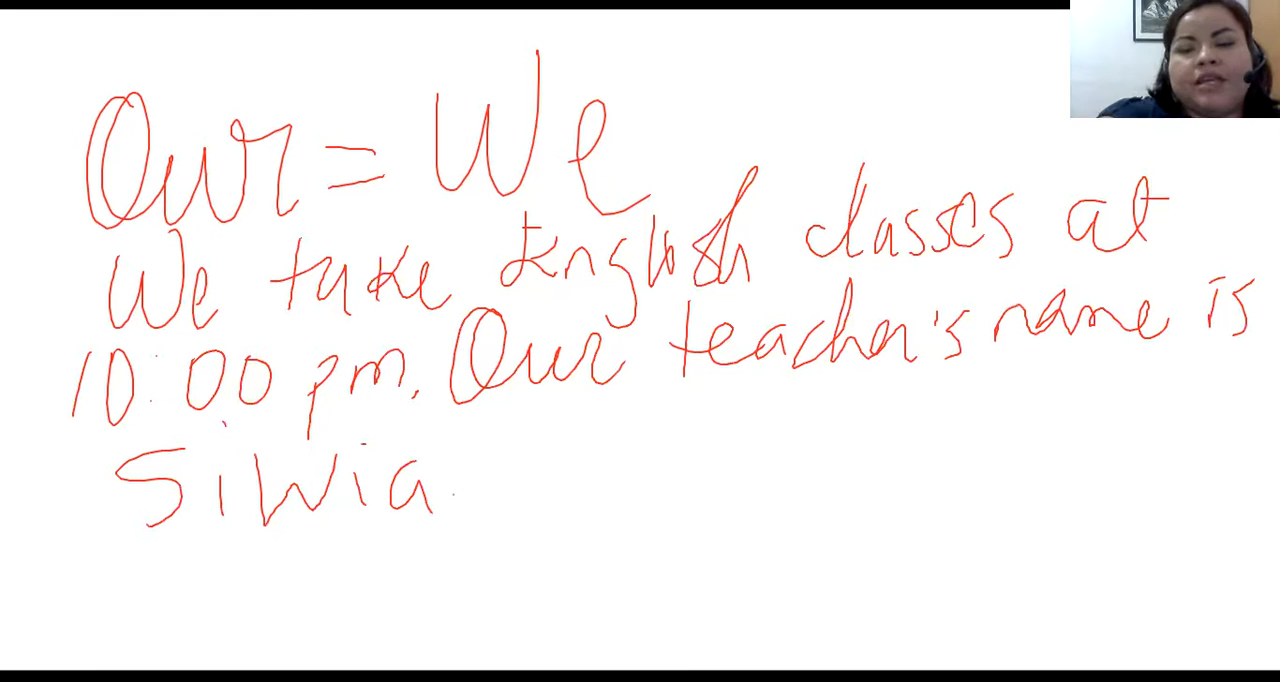 Our = We
We take English classes at
10:00 pm. Our teacher's name is
Silvia.